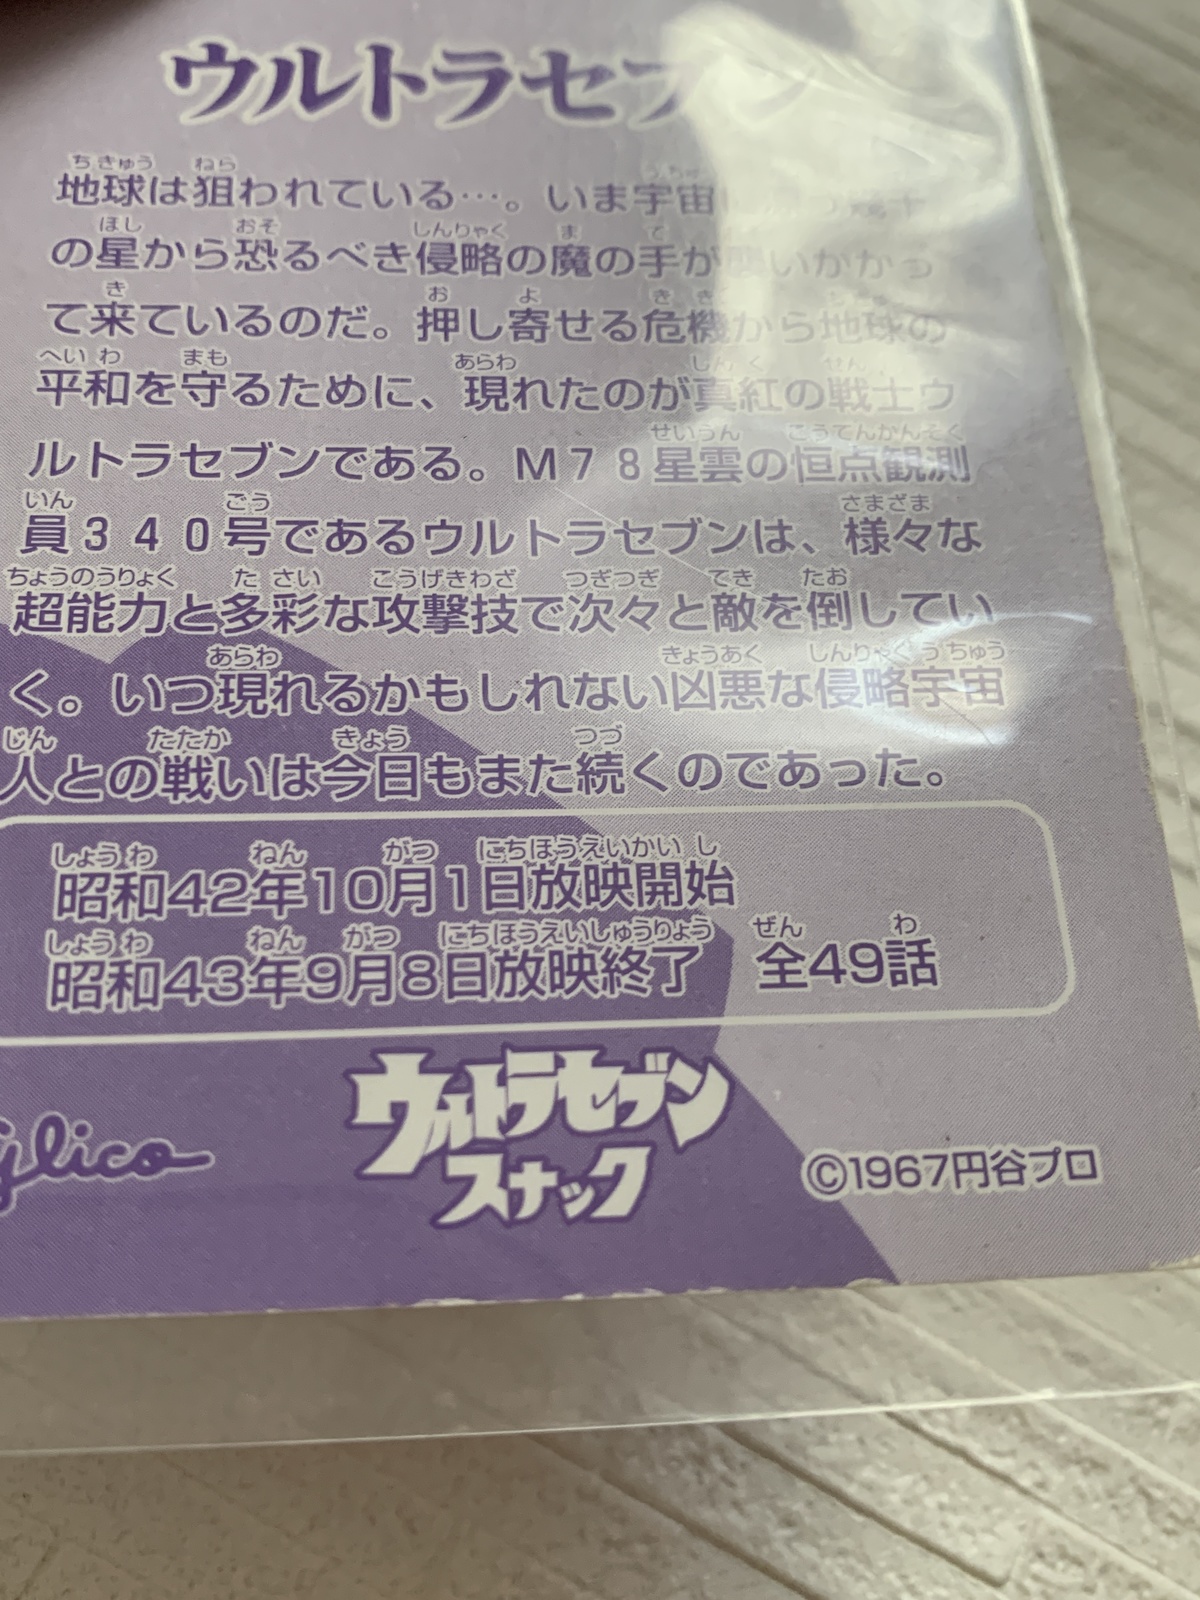 ウルトラセブン
地球は狙われている…。いま宇宙
の星から恐るべき侵略の魔の手が襲いかかっ
て来ているのだ。押し寄せる危機から地球の
平和を守るために、現れたのが真紅の戦士ウ
ルトラセブンである。M78星雲の恒点観測
員340号であるウルトラセブンは、様々な
超能力と多彩な攻撃技で次々と敵を倒してい
く。いつ現れるかもしれない凶悪な侵略宇宙
人との戦いは今日もまた続くのであった。
昭和42年10月1日放映開始
昭和43年9月8日放映終了 全49話
glico
ウルトラセブン
スナック
©1967円谷プロ